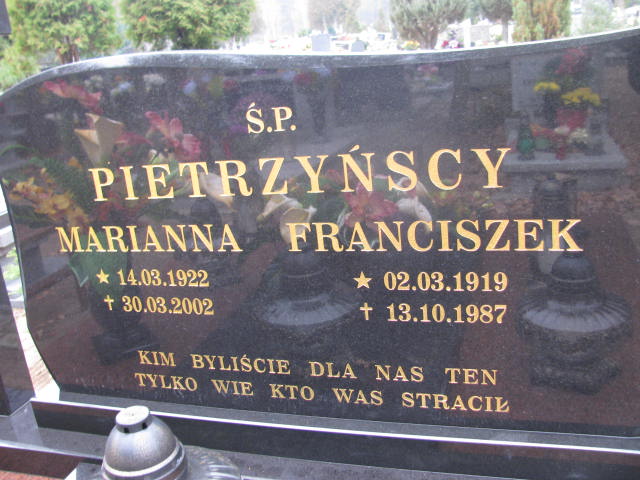 Ś.P.
PIETRZYŃSCY
MARIANNA FRANCISZEK
★ 14.03.1922 ★ 02.03.1919
✝ 30.03.2002 ✝ 13.10.1987
KIM BYLIŚCIE DLA NAS TEN
TYLKO WIE KTO WAS STRACIŁ